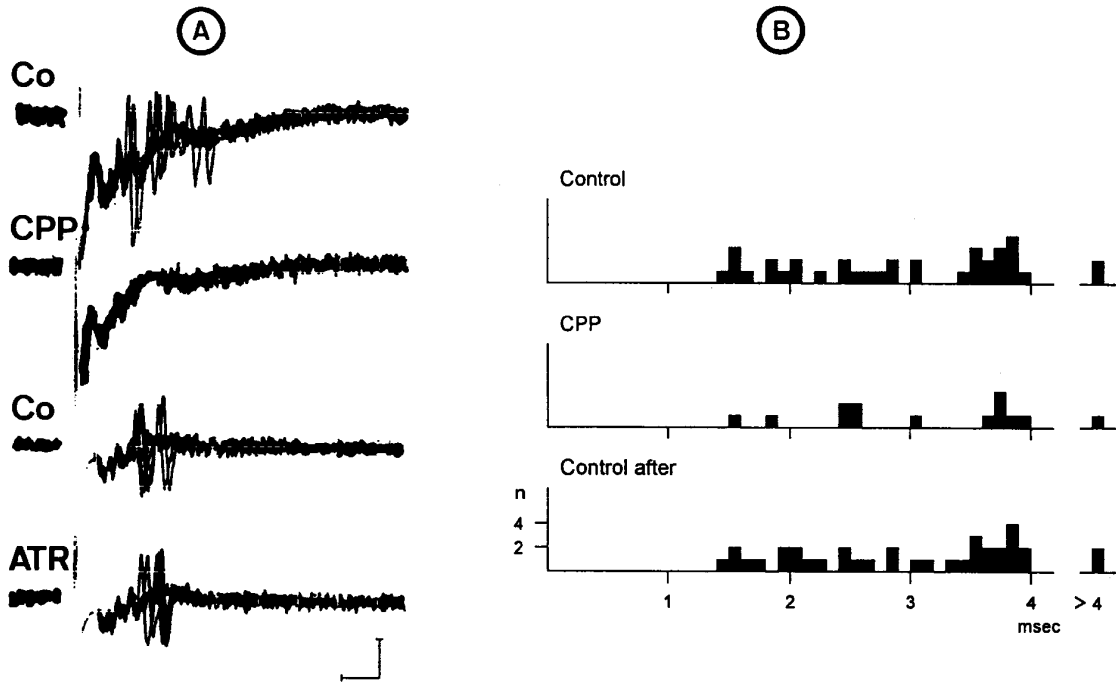 A
Co
CPP
Co
ATR
B
Control
CPP
Control after
n
4
2
1 2 3 4 > 4
msec